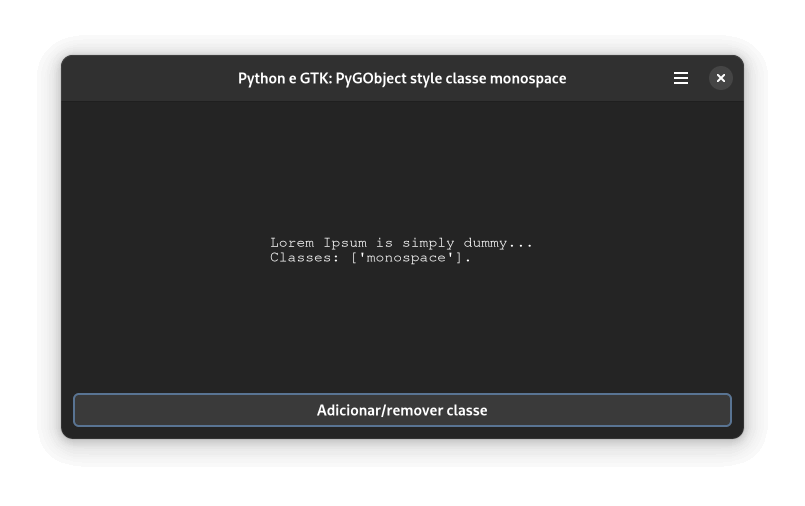 Python e GTK: PyGObject style classe monospace
Lorem Ipsum is simply dummy...
Classes: ['monospace'].
Adicionar/remover classe